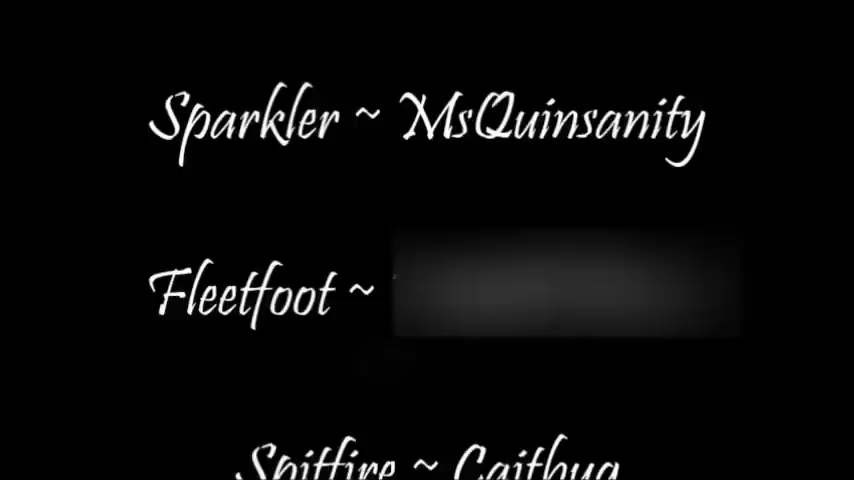 Sparkler ~ MsQuinsanity
Fleetfoot ~
Spitfire ~ Caitbug